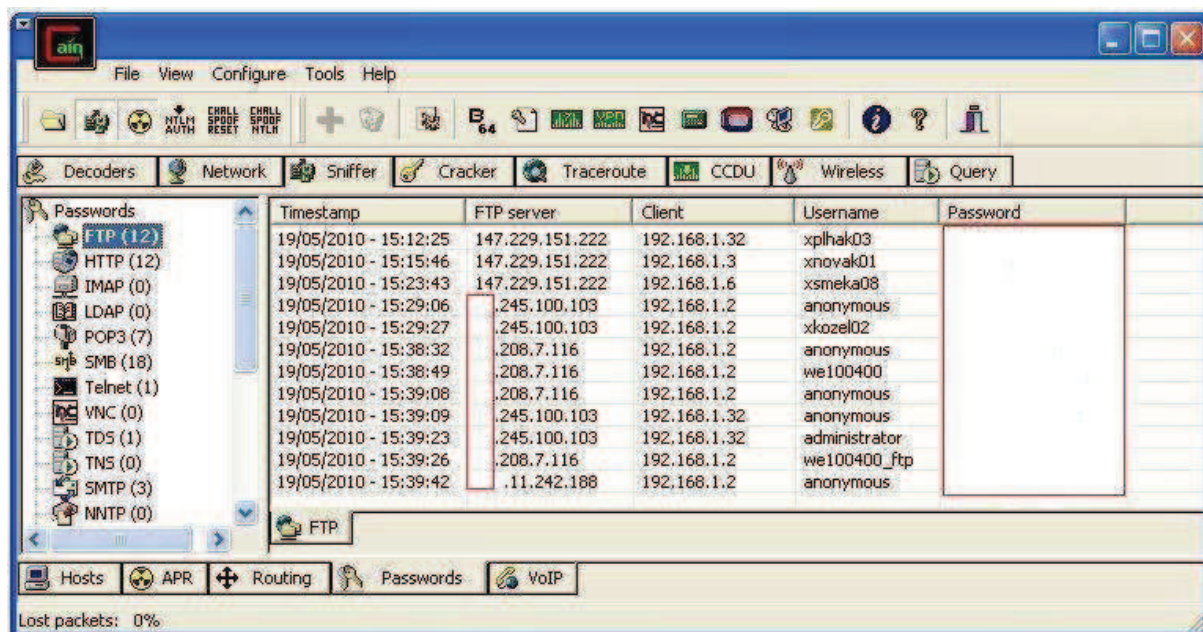 Cain
File View Configure Tools Help
NTLM AUTH
CHALL SPOOF RESET
CHALL SPOOF NTLM
B64
Decoders Network Sniffer Cracker Traceroute CCDU Wireless Query
Passwords
FTP (12)
HTTP (12)
IMAP (0)
LDAP (0)
POP3 (7)
SMB (18)
Telnet (1)
VNC (0)
TDS (1)
TNS (0)
SMTP (3)
NNTP (0)
Timestamp FTP server Client Username Password
19/05/2010 - 15:12:25 147.229.151.222 192.168.1.32 xplhak03
19/05/2010 - 15:15:46 147.229.151.222 192.168.1.3 xnovak01
19/05/2010 - 15:23:43 147.229.151.222 192.168.1.6 xsmeka08
19/05/2010 - 15:29:06 .245.100.103 192.168.1.2 anonymous
19/05/2010 - 15:29:27 .245.100.103 192.168.1.2 xkozel02
19/05/2010 - 15:38:32 .208.7.116 192.168.1.2 anonymous
19/05/2010 - 15:38:49 .208.7.116 192.168.1.2 we100400
19/05/2010 - 15:39:08 .208.7.116 192.168.1.2 anonymous
19/05/2010 - 15:39:09 .245.100.103 192.168.1.32 anonymous
19/05/2010 - 15:39:23 .245.100.103 192.168.1.32 administrator
19/05/2010 - 15:39:26 .208.7.116 192.168.1.2 we100400_ftp
19/05/2010 - 15:39:42 .11.242.188 192.168.1.2 anonymous
FTP
Hosts APR Routing Passwords VoIP
Lost packets: 0%